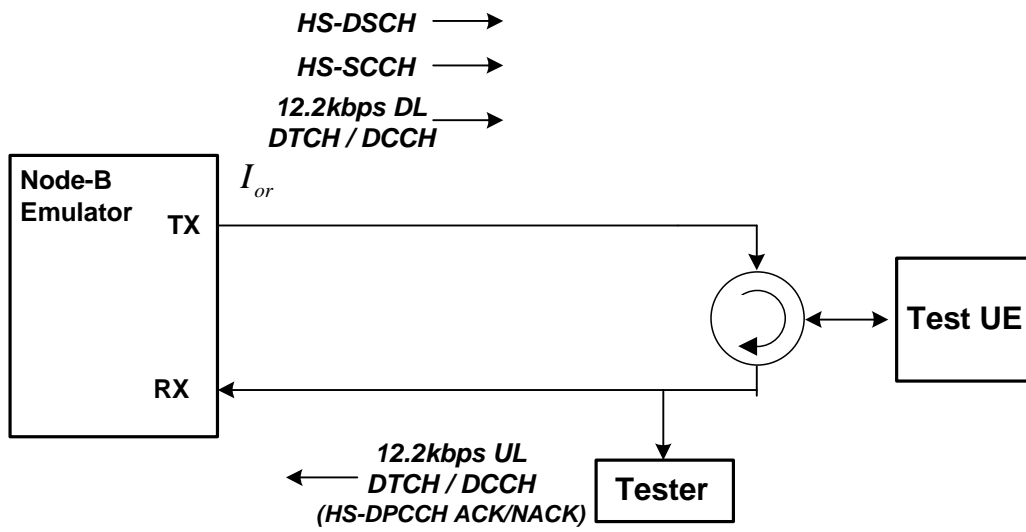 HS-DSCH
HS-SCCH
12.2kbps DL
DTCH / DCCH
Node-B
Emulator
I_or
TX
Test UE
RX
12.2kbps UL
DTCH / DCCH
(HS-DPCCH ACK/NACK)
Tester